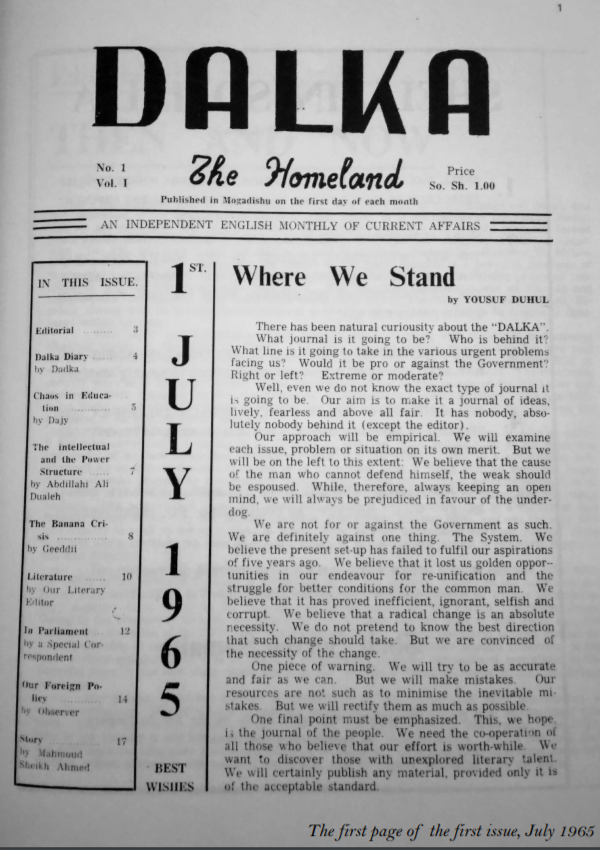 1
DALKA
No. 1
Vol. I
The Homeland
Price
So. Sh. 1.00
Published in Mogadishu on the first day of each month
AN INDEPENDENT ENGLISH MONTHLY OF CURRENT AFFAIRS
IN THIS ISSUE.
Editorial ........ 3
Dalka Diary ..... 4
by Dadka
Chaos in Educa-
tion ............ 5
by Dajy
The intellectual
and the Power
Structure ..... 7
by Abdillahi Ali
Dualeh
The Banana Cri-
sis .............. 8
by Geeddii
Literature ...... 10
by Our Literary
Editor
In Parliament .. 12
by a Special Cor-
respondent
Our Foreign Po-
licy ............ 14
by Observer
Story ........... 17
by Mahmoud
Sheikh Ahmed
1ST.
JULY
1965
BEST
WISHES
Where We Stand
by YOUSUF DUHUL
There has been natural curiousity about the “DALKA”.
What journal is it going to be? Who is behind it?
What line is it going to take in the various urgent problems
facing us? Would it be pro or against the Government?
Right or left? Extreme or moderate?
Well, even we do not know the exact type of journal it
is going to be. Our aim is to make it a journal of ideas,
lively, fearless and above all fair. It has nobody, abso-
lutely nobody behind it (except the editor).
Our approach will be empirical. We will examine
each issue, problem or situation on its own merit. But we
will be on the left to this extent: We believe that the cause
of the man who cannot defend himself, the weak should
be espoused. While, therefore, always keeping an open
mind, we will always be prejudiced in favour of the under-
dog.
We are not for or against the Government as such.
We are definitely against one thing. The System. We
believe the present set-up has failed to fulfil our aspirations
of five years ago. We believe that it lost us golden oppor-
tunities in our endeavour for re-unification and the
struggle for better conditions for the common man. We
believe that it has proved inefficient, ignorant, selfish and
corrupt. We believe that a radical change is an absolute
necessity. We do not pretend to know the best direction
that such change should take. But we are convinced of
the necessity of the change.
One piece of warning. We will try to be as accurate
and fair as we can. But we will make mistakes. Our
resources are not such as to minimise the inevitable mi-
stakes. But we will rectify them as much as possible.
One final point must be emphasized. This, we hope,
is the journal of the people. We need the co-operation of
all those who believe that our effort is worth-while. We
want to discover those with unexplored literary talent.
We will certainly publish any material, provided only it is
of the acceptable standard.
The first page of the first issue, July 1965